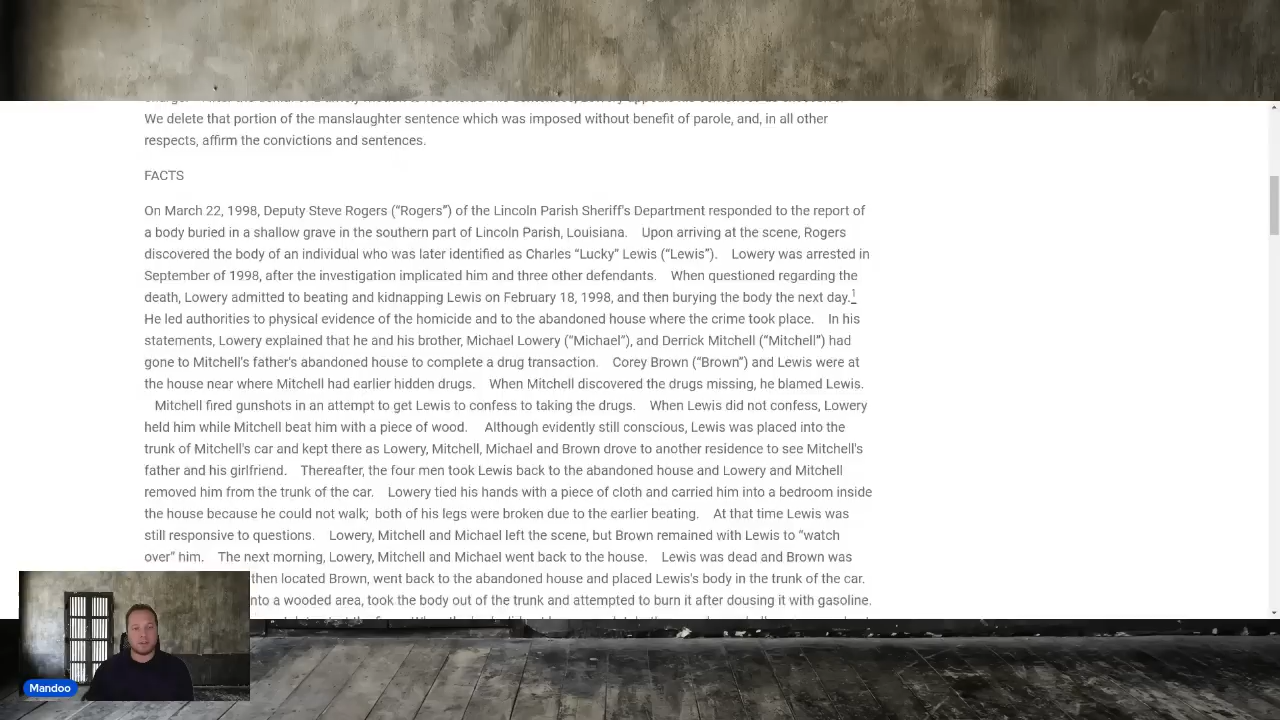 We delete that portion of the manslaughter sentence which was imposed without benefit of parole, and, in all other
respects, affirm the convictions and sentences.
FACTS
On March 22, 1998, Deputy Steve Rogers (“Rogers”) of the Lincoln Parish Sheriff's Department responded to the report of
a body buried in a shallow grave in the southern part of Lincoln Parish, Louisiana. Upon arriving at the scene, Rogers
discovered the body of an individual who was later identified as Charles “Lucky” Lewis (“Lewis”). Lowery was arrested in
September of 1998, after the investigation implicated him and three other defendants. When questioned regarding the
death, Lowery admitted to beating and kidnapping Lewis on February 18, 1998, and then burying the body the next day.1
He led authorities to physical evidence of the homicide and to the abandoned house where the crime took place. In his
statements, Lowery explained that he and his brother, Michael Lowery (“Michael”), and Derrick Mitchell (“Mitchell”) had
gone to Mitchell's father's abandoned house to complete a drug transaction. Corey Brown (“Brown”) and Lewis were at
the house near where Mitchell had earlier hidden drugs. When Mitchell discovered the drugs missing, he blamed Lewis.
Mitchell fired gunshots in an attempt to get Lewis to confess to taking the drugs. When Lewis did not confess, Lowery
held him while Mitchell beat him with a piece of wood. Although evidently still conscious, Lewis was placed into the
trunk of Mitchell's car and kept there as Lowery, Mitchell, Michael and Brown drove to another residence to see Mitchell's
father and his girlfriend. Thereafter, the four men took Lewis back to the abandoned house and Lowery and Mitchell
removed him from the trunk of the car. Lowery tied his hands with a piece of cloth and carried him into a bedroom inside
the house because he could not walk; both of his legs were broken due to the earlier beating. At that time Lewis was
still responsive to questions. Lowery, Mitchell and Michael left the scene, but Brown remained with Lewis to “watch
over” him. The next morning, Lowery, Mitchell and Michael went back to the house. Lewis was dead and Brown was
then located Brown, went back to the abandoned house and placed Lewis's body in the trunk of the car.
into a wooded area, took the body out of the trunk and attempted to burn it after dousing it with gasoline.
Mandoo